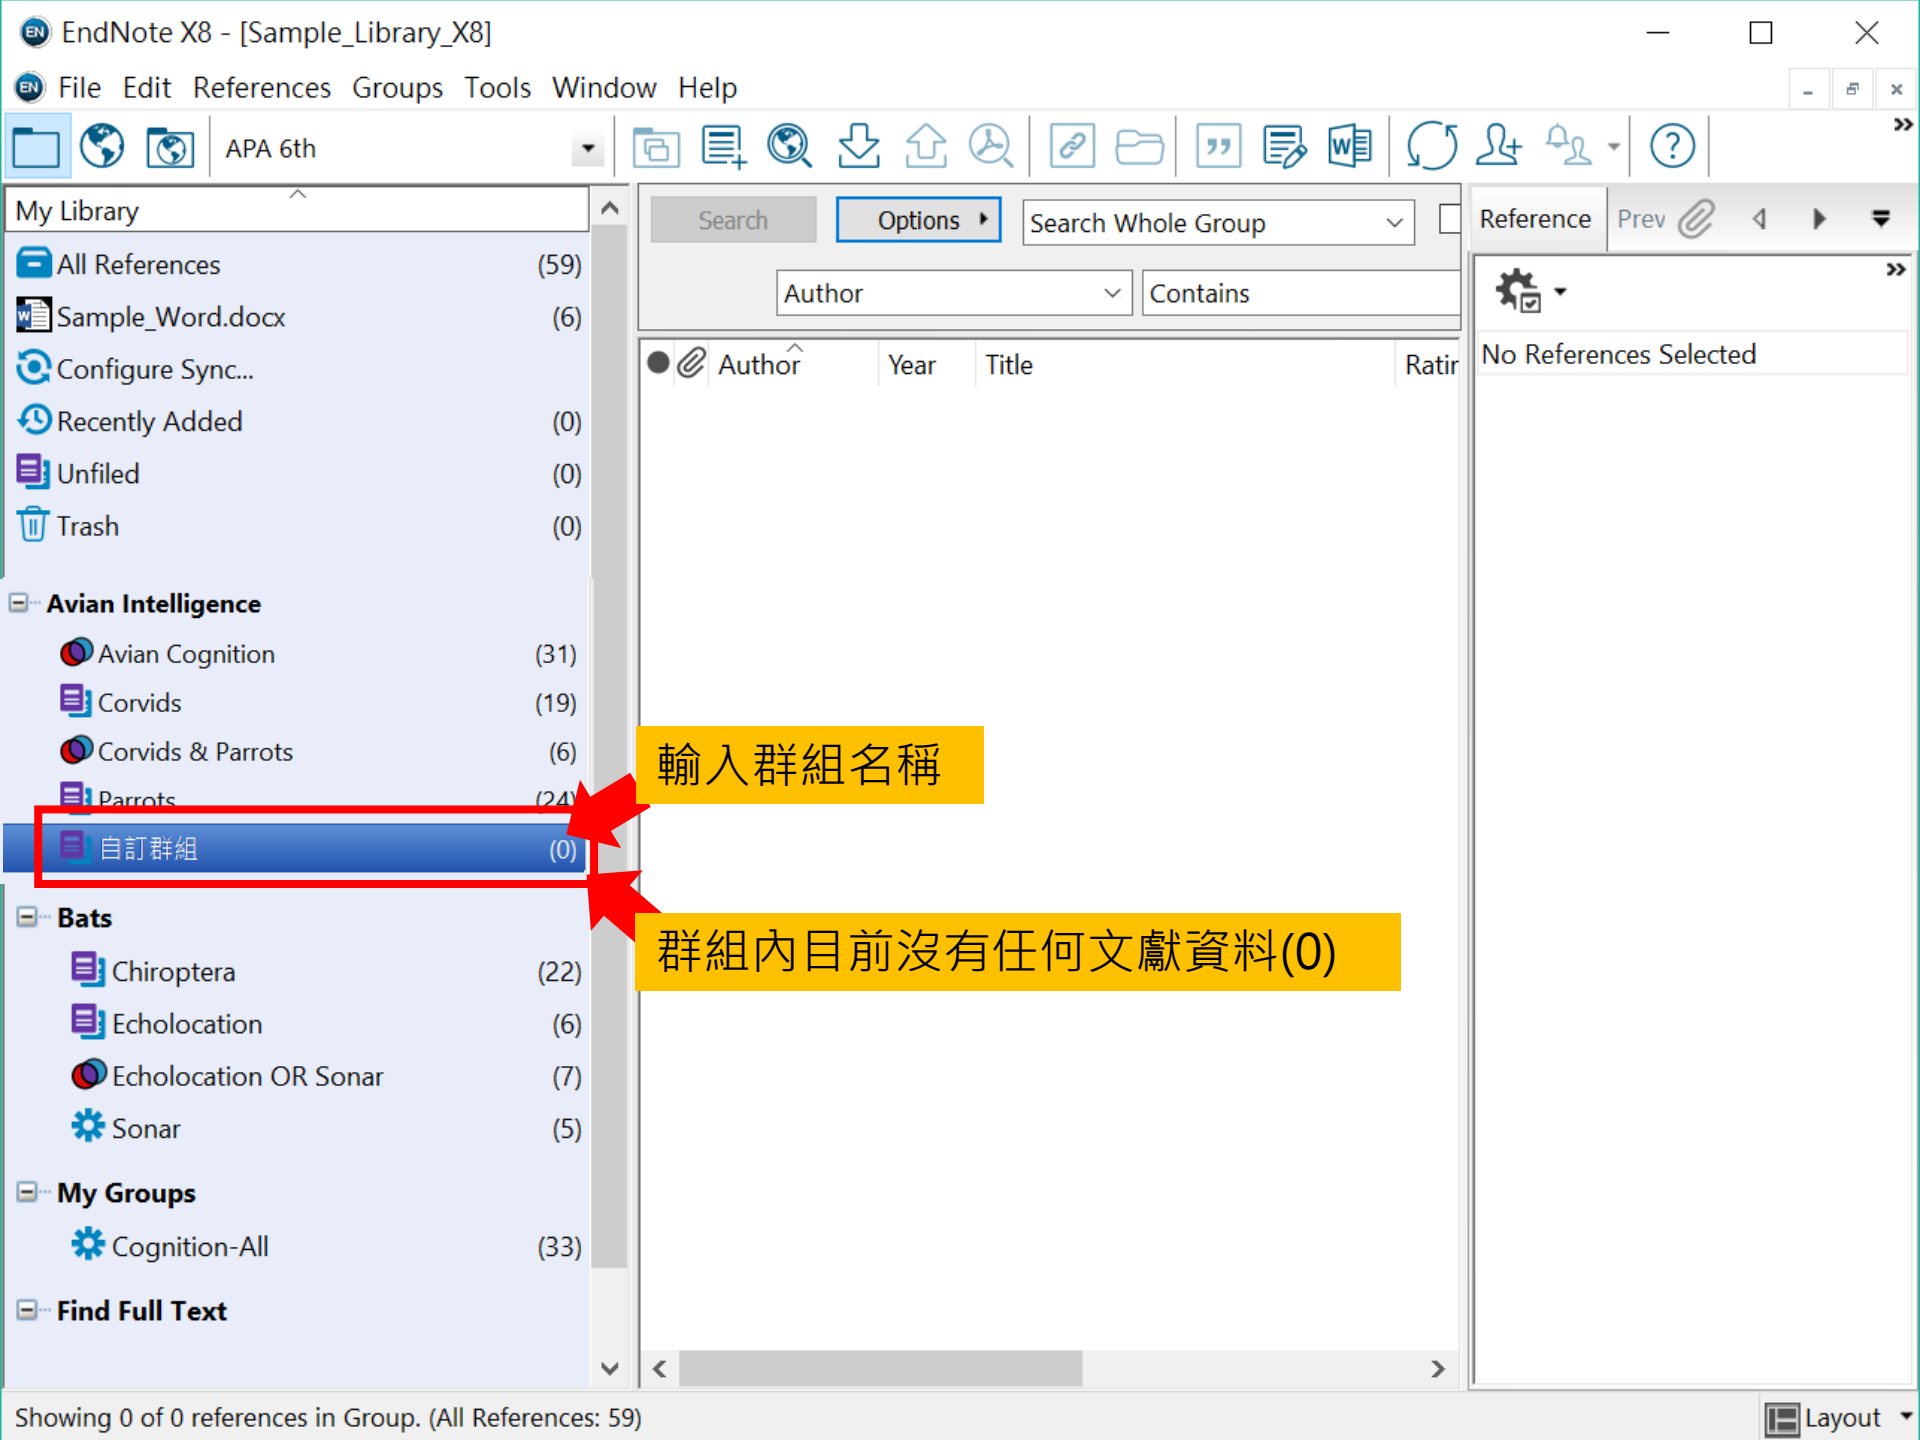 EndNote X8 - [Sample_Library_X8]
File Edit References Groups Tools Window Help
APA 6th
My Library
All References (59)
Sample_Word.docx (6)
Configure Sync...
Recently Added (0)
Unfiled (0)
Trash (0)
Avian Intelligence
Avian Cognition (31)
Corvids (19)
Corvids & Parrots (6)
Parrots (24)
自訂群組 (0)
Bats
Chiroptera (22)
Echolocation (6)
Echolocation OR Sonar (7)
Sonar (5)
My Groups
Cognition-All (33)
Find Full Text
Search Options Search Whole Group
Author Contains
Author Year Title Ratin
輸入群組名稱
群組內目前沒有任何文獻資料(0)
Reference Prev
No References Selected
Showing 0 of 0 references in Group. (All References: 59)
Layout